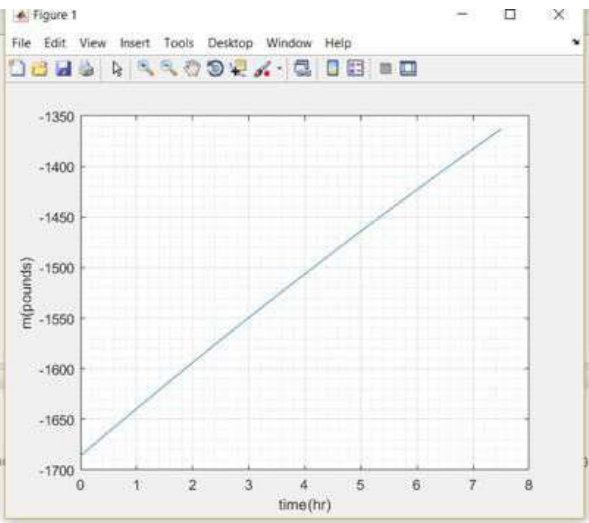 Figure 1
File Edit View Insert Tools Desktop Window Help
-1350
-1400
-1450
-1500
-1550
-1600
-1650
-1700
m(pounds)
0 1 2 3 4 5 6 7 8
time(hr)